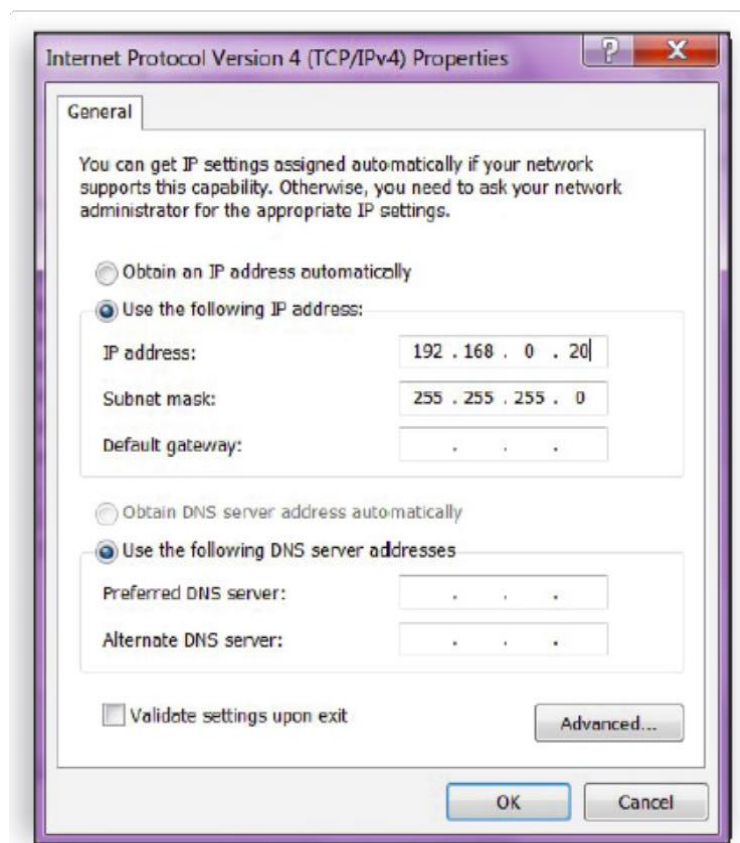 Internet Protocol Version 4 (TCP/IPv4) Properties
General
You can get IP settings assigned automatically if your network
supports this capability. Otherwise, you need to ask your network
administrator for the appropriate IP settings.
Obtain an IP address automatically
Use the following IP address:
IP address: 192 . 168 . 0 . 20
Subnet mask: 255 . 255 . 255 . 0
Default gateway: . . .
Obtain DNS server address automatically
Use the following DNS server addresses
Preferred DNS server: . . .
Alternate DNS server: . . .
Validate settings upon exit
Advanced...
OK Cancel